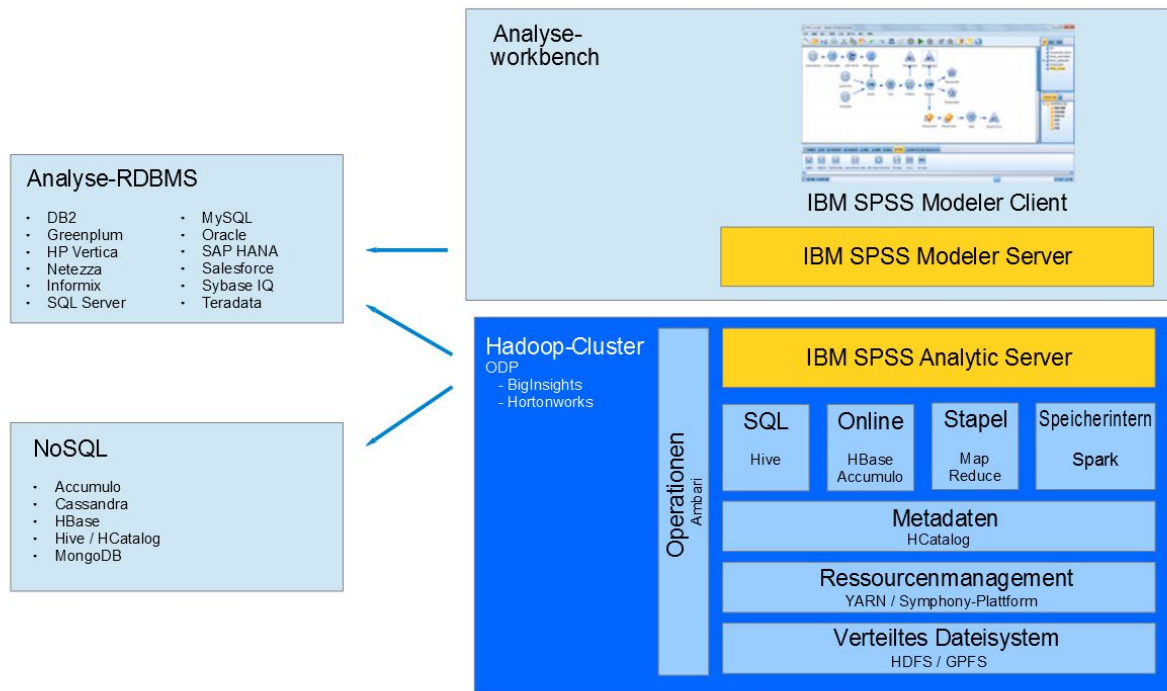 Analyse-
workbench
IBM SPSS Modeler Client
IBM SPSS Modeler Server
Analyse-RDBMS
• DB2
• Greenplum
• HP Vertica
• Netezza
• Informix
• SQL Server
• MySQL
• Oracle
• SAP HANA
• Salesforce
• Sybase IQ
• Teradata
NoSQL
• Accumulo
• Cassandra
• HBase
• Hive / HCatalog
• MongoDB
Hadoop-Cluster
ODP
- BigInsights
- Hortonworks
Operationen
Ambari
IBM SPSS Analytic Server
SQL
Hive
Online
HBase
Accumulo
Stapel
Map
Reduce
Speicherintern
Spark
Metadaten
HCatalog
Ressourcenmanagement
YARN / Symphony-Plattform
Verteiltes Dateisystem
HDFS / GPFS